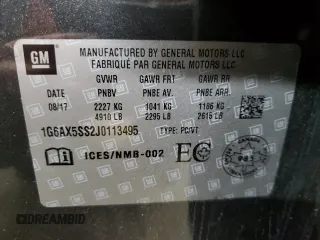 GM
MANUFACTURED BY GENERAL MOTORS LLC
FABRIQUÉ PAR GENERAL MOTORS LLC
GVWR GAWR FRT GAWR RR
DATE PNBV PNBE AV. PNBE ARR.
08/17 2227 KG 1041 KG 1186 KG
4910 LB 2295 LB 2615 LB
1G6AX5SS2J0113495 TYPE: PC/VT.
ICES/NMB-002 EC
DREAMBID